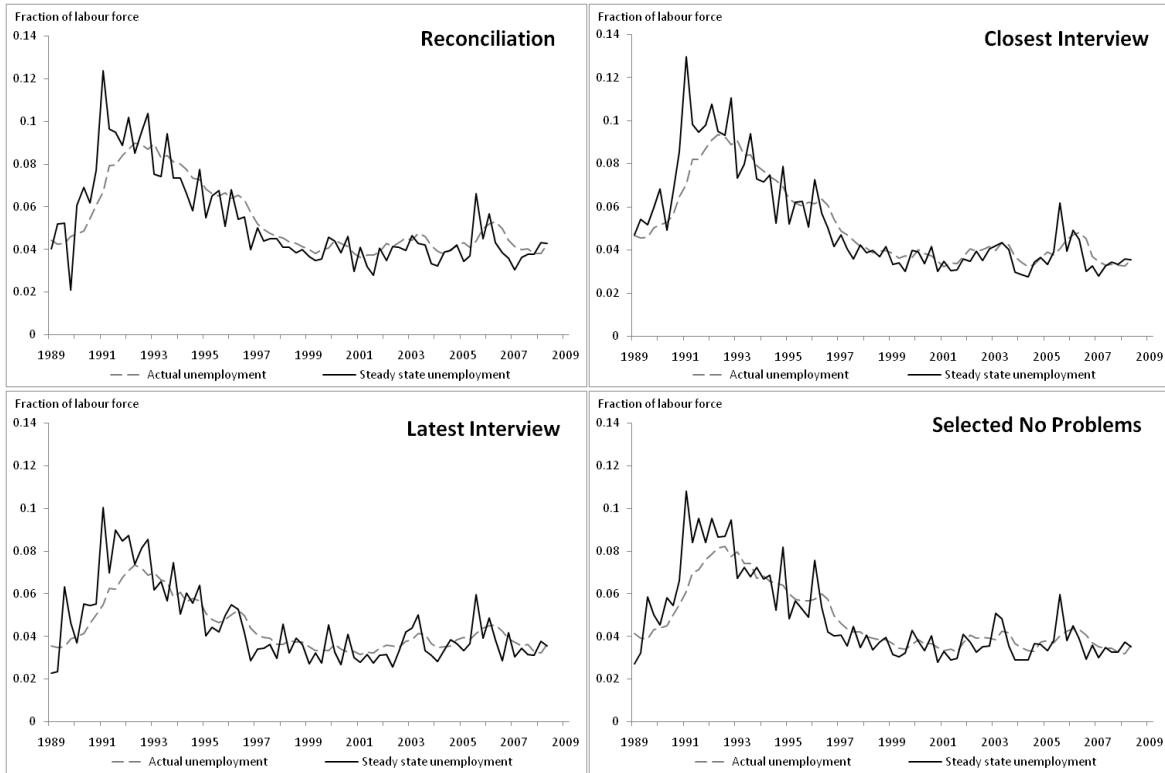 Fraction of labour force
Reconciliation
0.14
0.12
0.1
0.08
0.06
0.04
0.02
0
1989 1991 1993 1995 1997 1999 2001 2003 2005 2007 2009
Actual unemployment Steady state unemployment
Fraction of labour force
Closest Interview
0.14
0.12
0.1
0.08
0.06
0.04
0.02
0
1989 1991 1993 1995 1997 1999 2001 2003 2005 2007 2009
Actual unemployment Steady state unemployment
Fraction of labour force
Latest Interview
0.14
0.12
0.1
0.08
0.06
0.04
0.02
0
1989 1991 1993 1995 1997 1999 2001 2003 2005 2007 2009
Actual unemployment Steady state unemployment
Fraction of labour force
Selected No Problems
0.14
0.12
0.1
0.08
0.06
0.04
0.02
0
1989 1991 1993 1995 1997 1999 2001 2003 2005 2007 2009
Actual unemployment Steady state unemployment